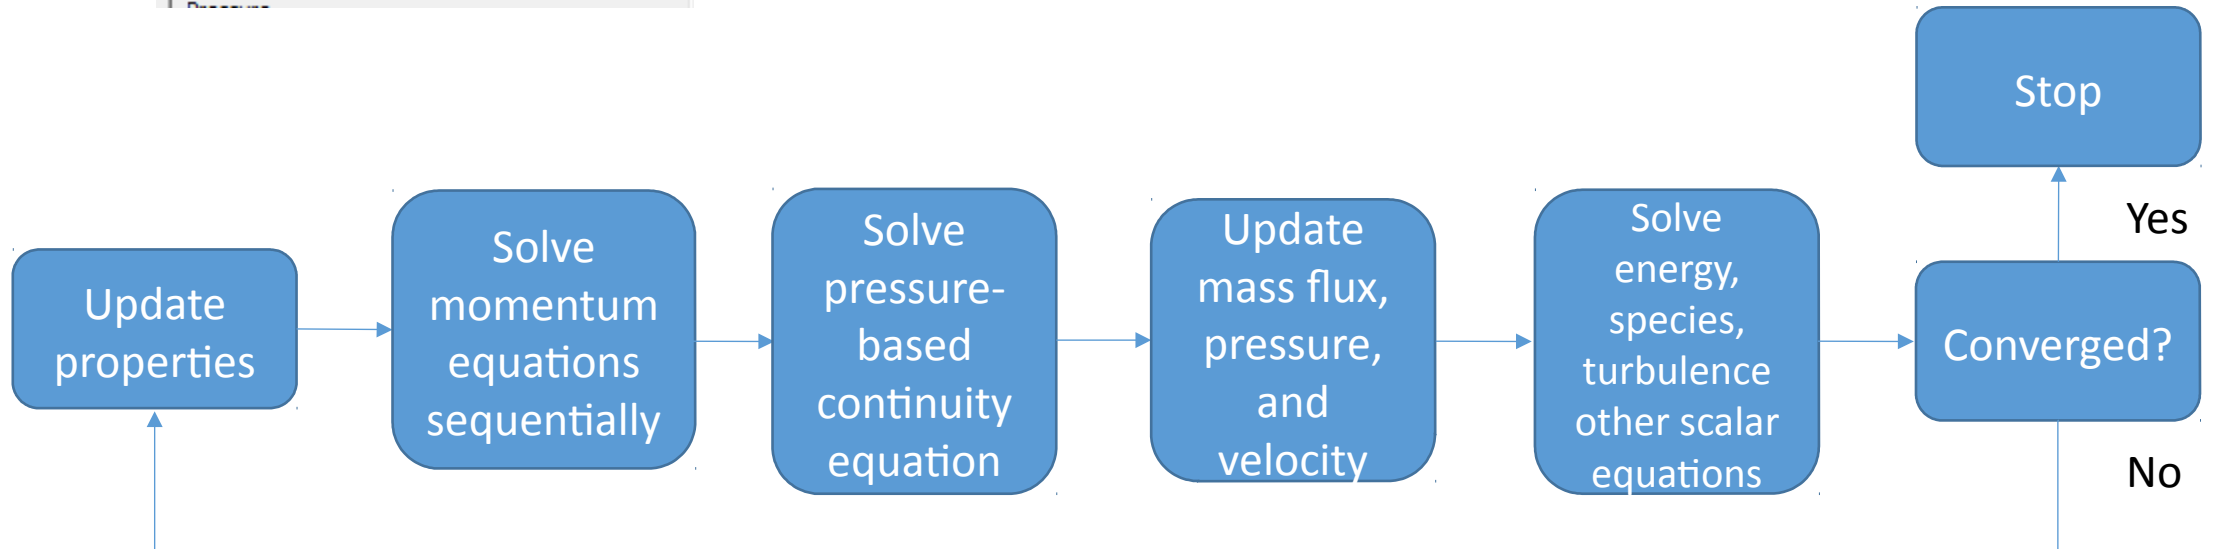 Stop
Yes
Update
properties
Solve
momentum
equations
sequentially
Solve
pressure-
based
continuity
equation
Update
mass flux,
pressure,
and
velocity
Solve
energy,
species,
turbulence
other scalar
equations
Converged?
No